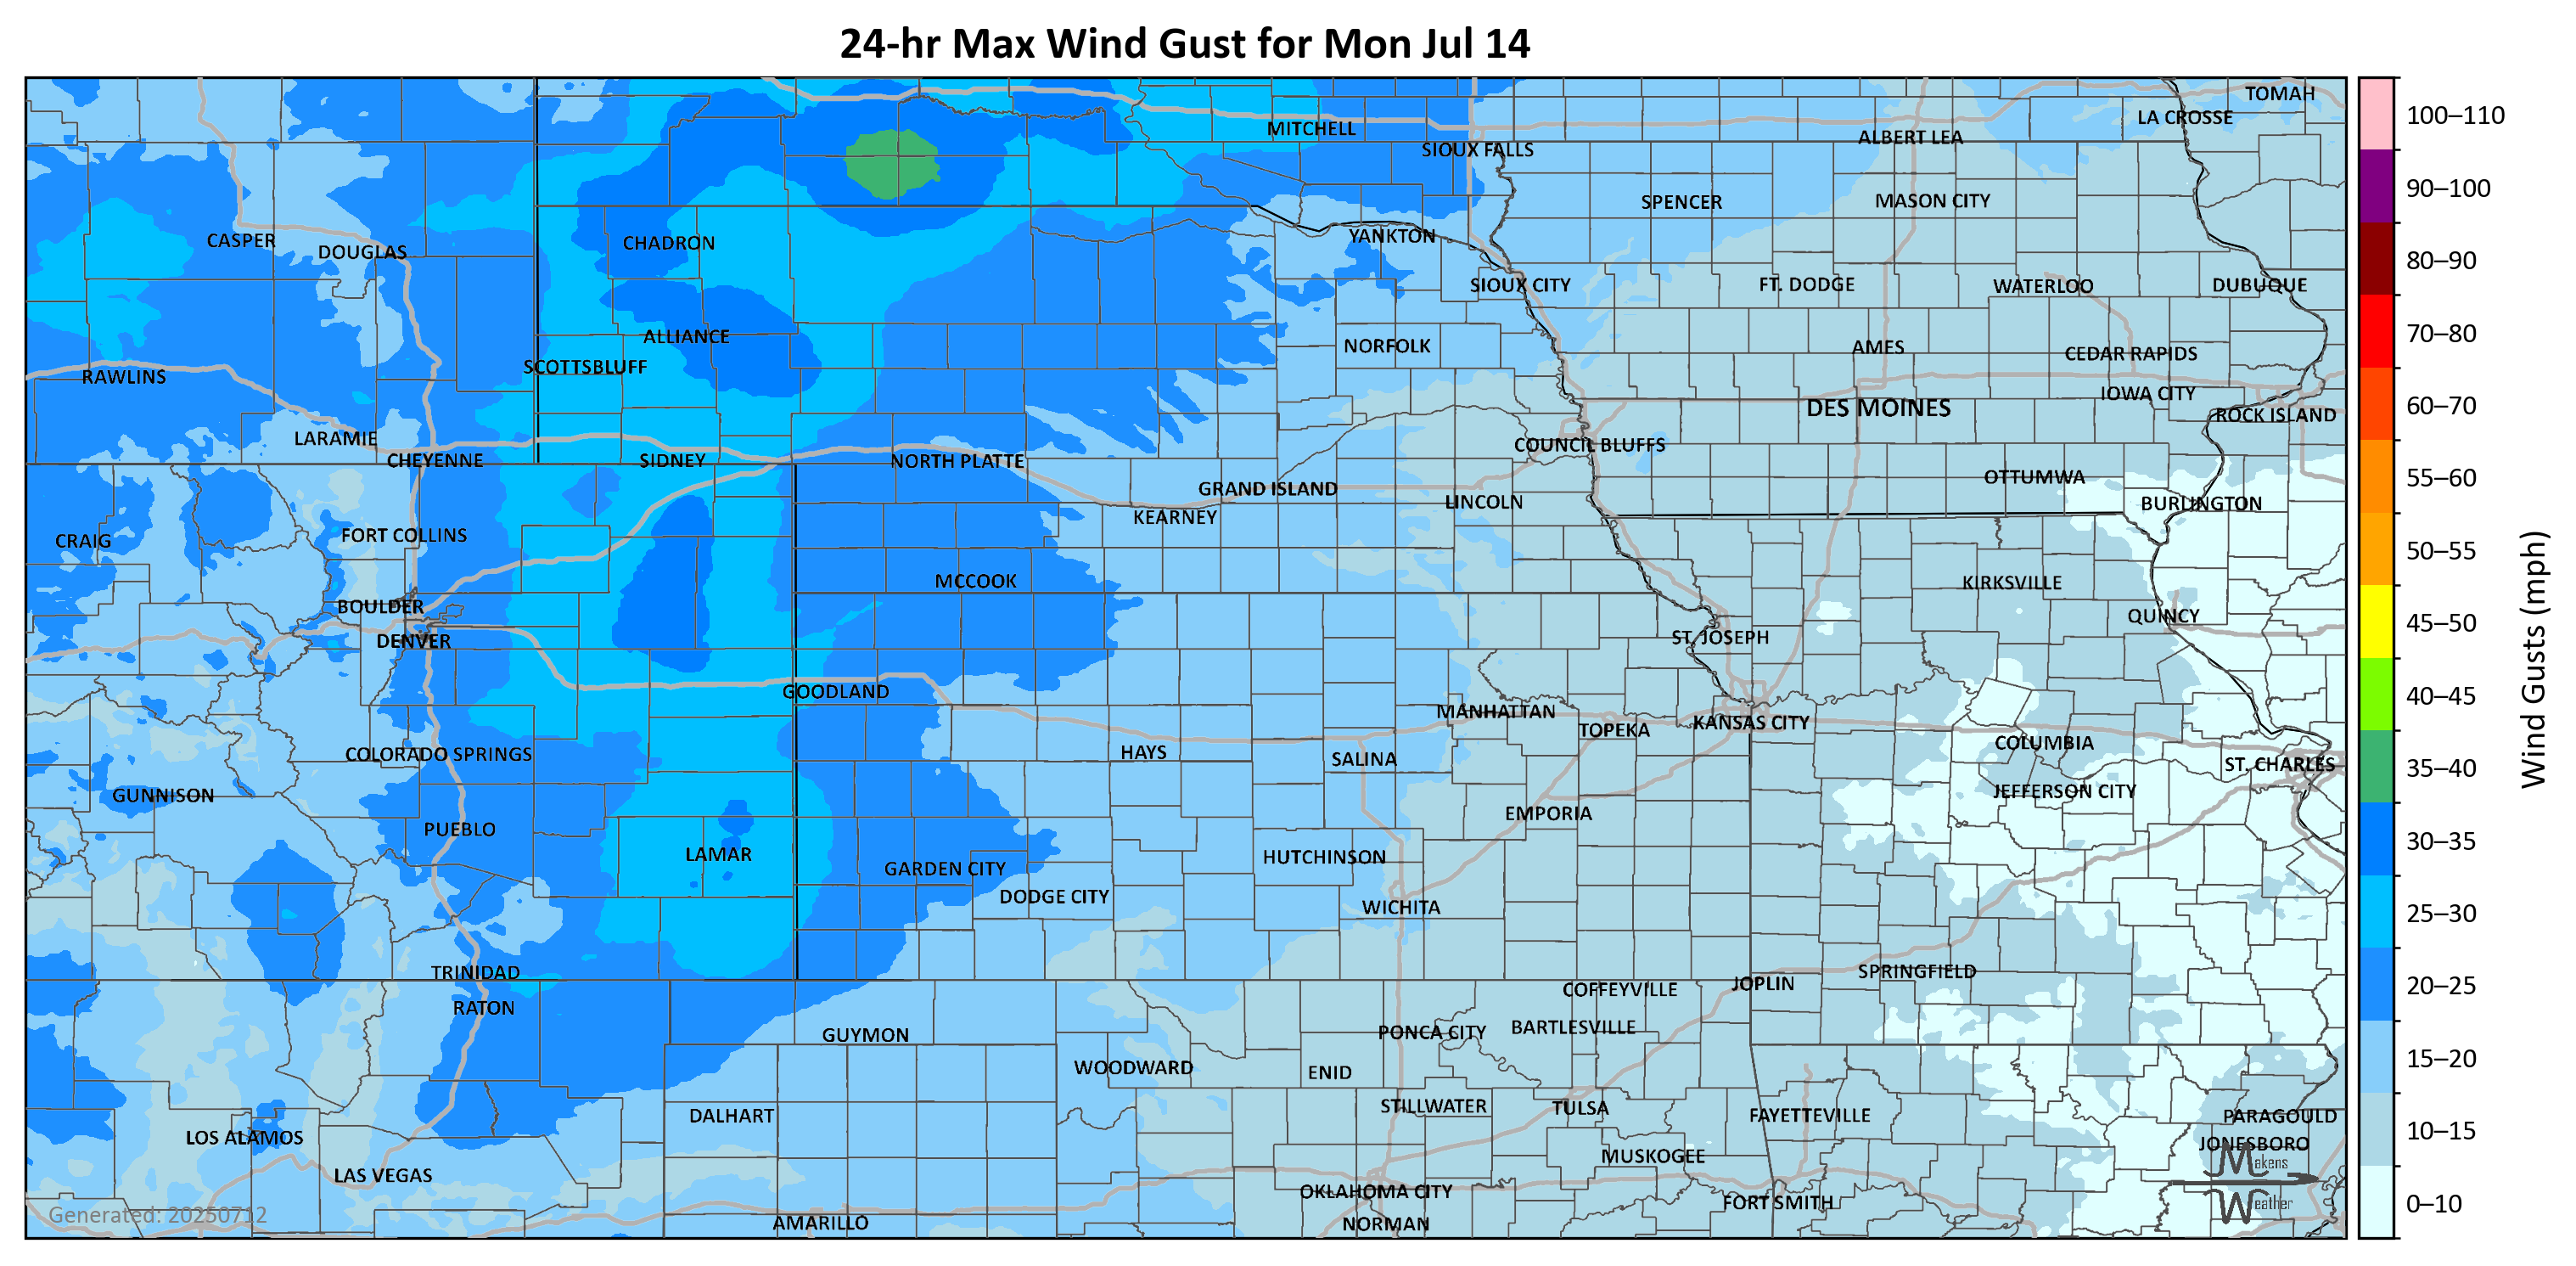 24-hr Max Wind Gust for Mon Jul 14
TOMAH
LA CROSSE
MITCHELL
ALBERT LEA
SIOUX FALLS
SPENCER
MASON CITY
CASPER
DOUGLAS
CHADRON
YANKTON
SIOUX CITY
FT. DODGE
WATERLOO
DUBUQUE
ALLIANCE
NORFOLK
AMES
CEDAR RAPIDS
SCOTTSBLUFF
RAWLINS
IOWA CITY
DES MOINES
ROCK ISLAND
LARAMIE
COUNCIL BLUFFS
CHEYENNE
SIDNEY
NORTH PLATTE
OTTUMWA
GRAND ISLAND
LINCOLN
BURLINGTON
KEARNEY
CRAIG
FORT COLLINS
MCCOOK
KIRKSVILLE
BOULDER
QUINCY
DENVER
ST. JOSEPH
GOODLAND
MANHATTAN
TOPEKA
KANSAS CITY
COLUMBIA
COLORADO SPRINGS
HAYS
SALINA
ST. CHARLES
GUNNISON
JEFFERSON CITY
PUEBLO
EMPORIA
LAMAR
HUTCHINSON
GARDEN CITY
DODGE CITY
WICHITA
TRINIDAD
SPRINGFIELD
JOPLIN
COFFEYVILLE
RATON
GUYMON
PONCA CITY
BARTLESVILLE
WOODWARD
ENID
DALHART
STILLWATER
TULSA
FAYETTEVILLE
PARAGOULD
LOS ALAMOS
JONESBORO
LAS VEGAS
MUSKOGEE
OKLAHOMA CITY
FORT SMITH
AMARILLO
NORMAN
Generated: 20250712
Makens
Weather
100–110
90–100
80–90
70–80
60–70
55–60
50–55
45–50
40–45
35–40
30–35
25–30
20–25
15–20
10–15
0–10
Wind Gusts (mph)